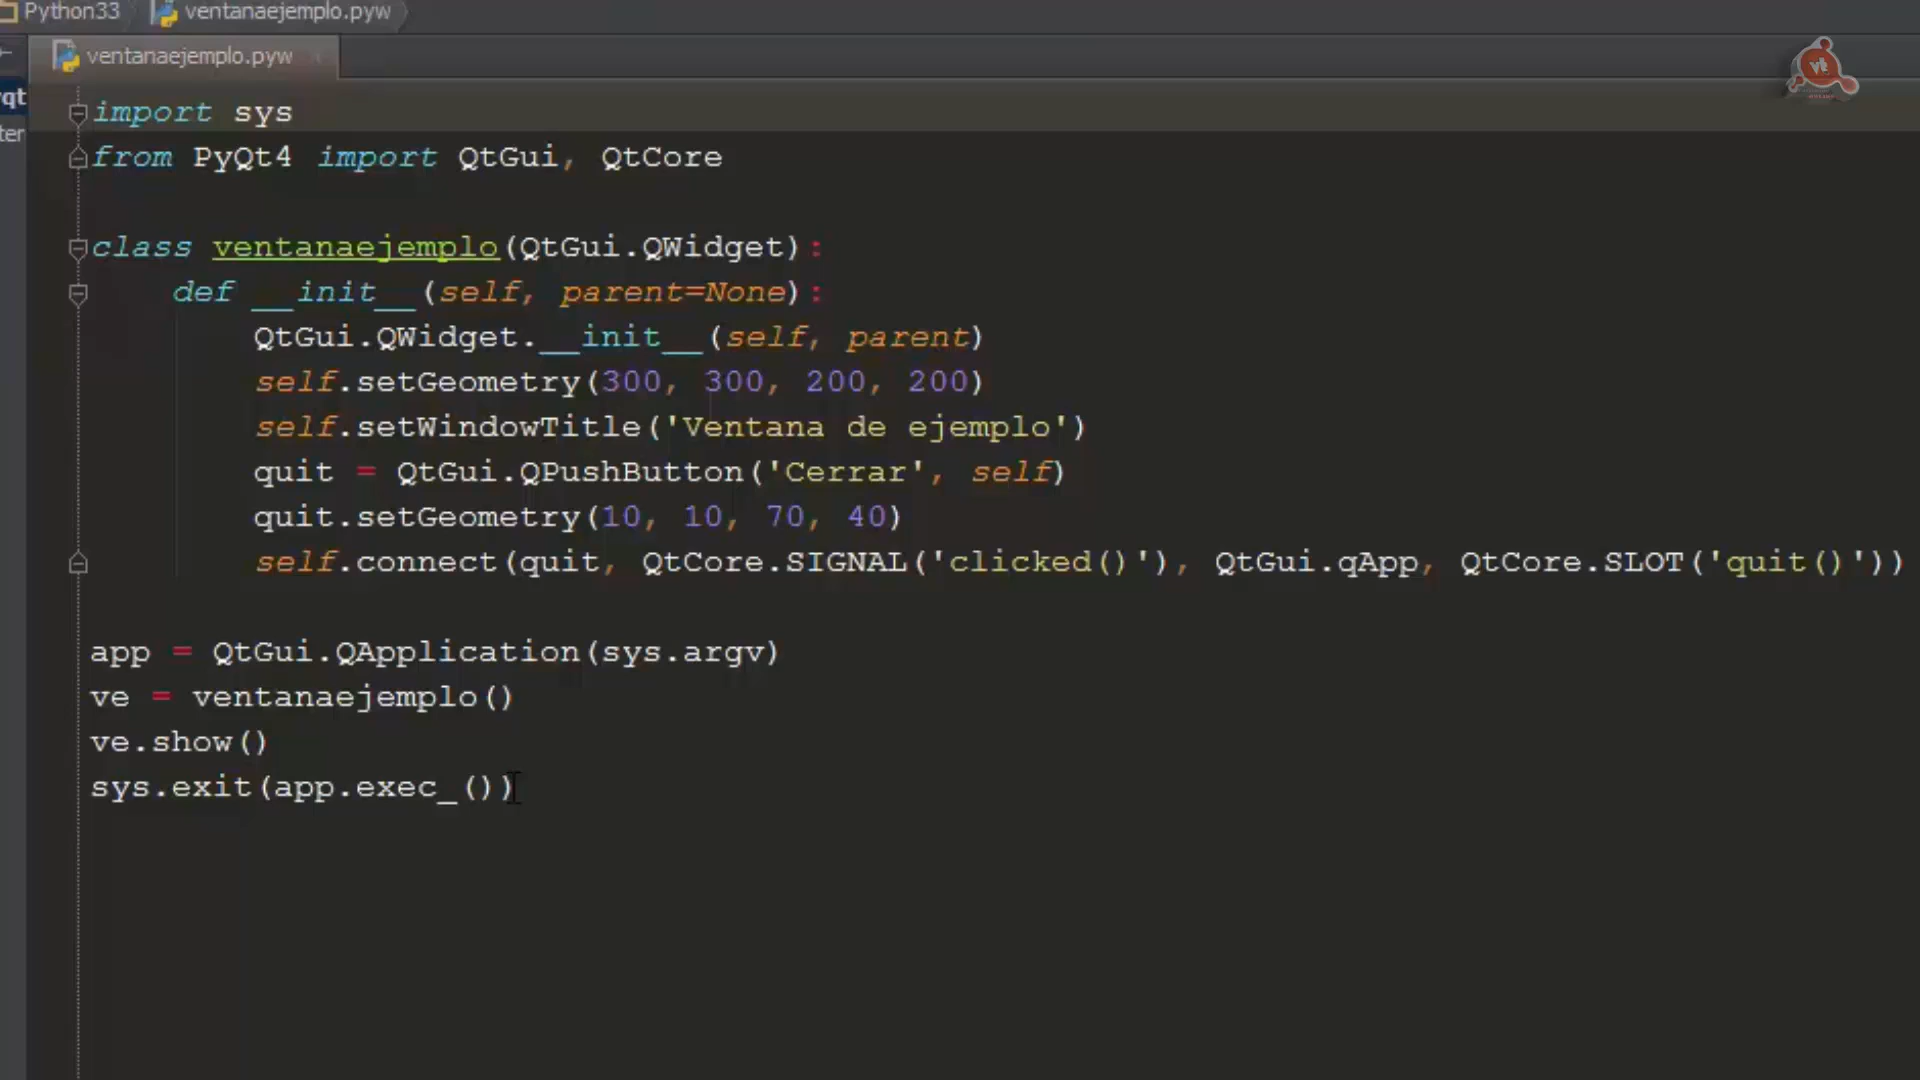 Python33 ventanaejemplo.pyw
ventanaejemplo.pyw
qt
ter
import sys
from PyQt4 import QtGui, QtCore
class ventanaejemplo(QtGui.QWidget):
def __init__(self, parent=None):
QtGui.QWidget.__init__(self, parent)
self.setGeometry(300, 300, 200, 200)
self.setWindowTitle('Ventana de ejemplo')
quit = QtGui.QPushButton('Cerrar', self)
quit.setGeometry(10, 10, 70, 40)
self.connect(quit, QtCore.SIGNAL('clicked()'), QtGui.qApp, QtCore.SLOT('quit()'))
app = QtGui.QApplication(sys.argv)
ve = ventanaejemplo()
ve.show()
sys.exit(app.exec_())
vt